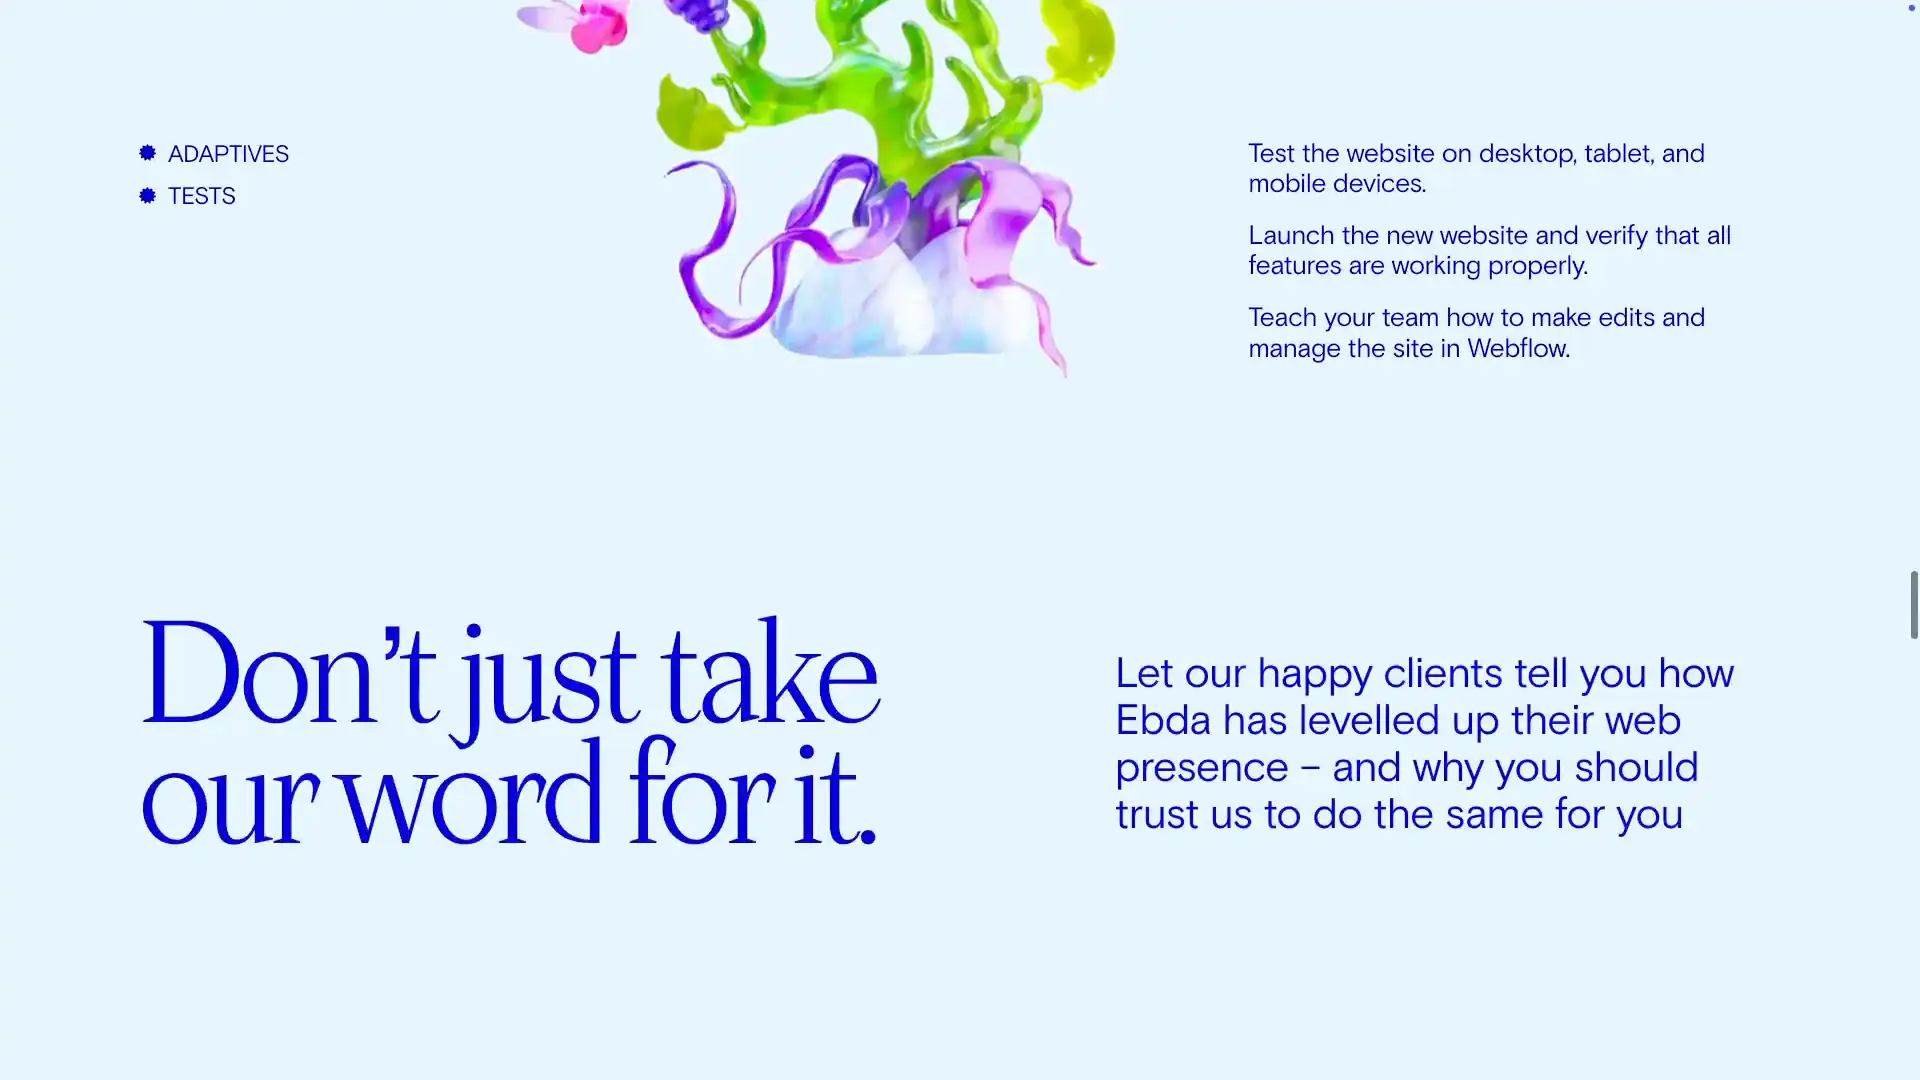 ADAPTIVES
TESTS
Test the website on desktop, tablet, and
mobile devices.
Launch the new website and verify that all
features are working properly.
Teach your team how to make edits and
manage the site in Webflow.
Don’t just take
our word for it.
Let our happy clients tell you how
Ebda has levelled up their web
presence – and why you should
trust us to do the same for you